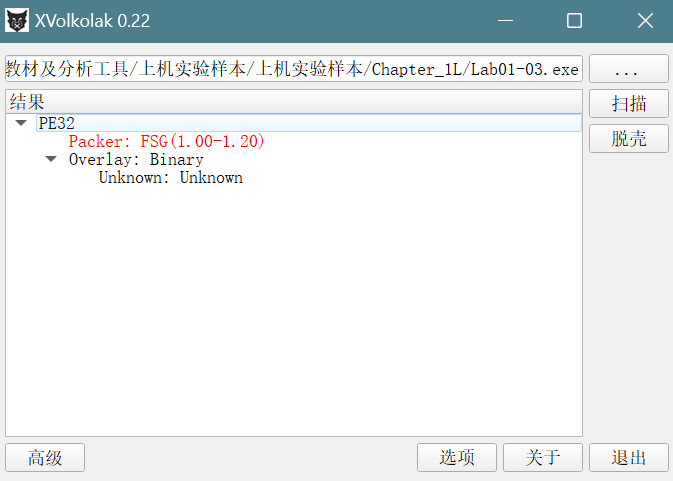 XVolkolak 0.22
教材及分析工具/上机实验样本/上机实验样本/Chapter_1L/Lab01-03.exe
...
结果
扫描
PE32
Packer: FSG(1.00-1.20)
脱壳
Overlay: Binary
Unknown: Unknown
高级
选项
关于
退出